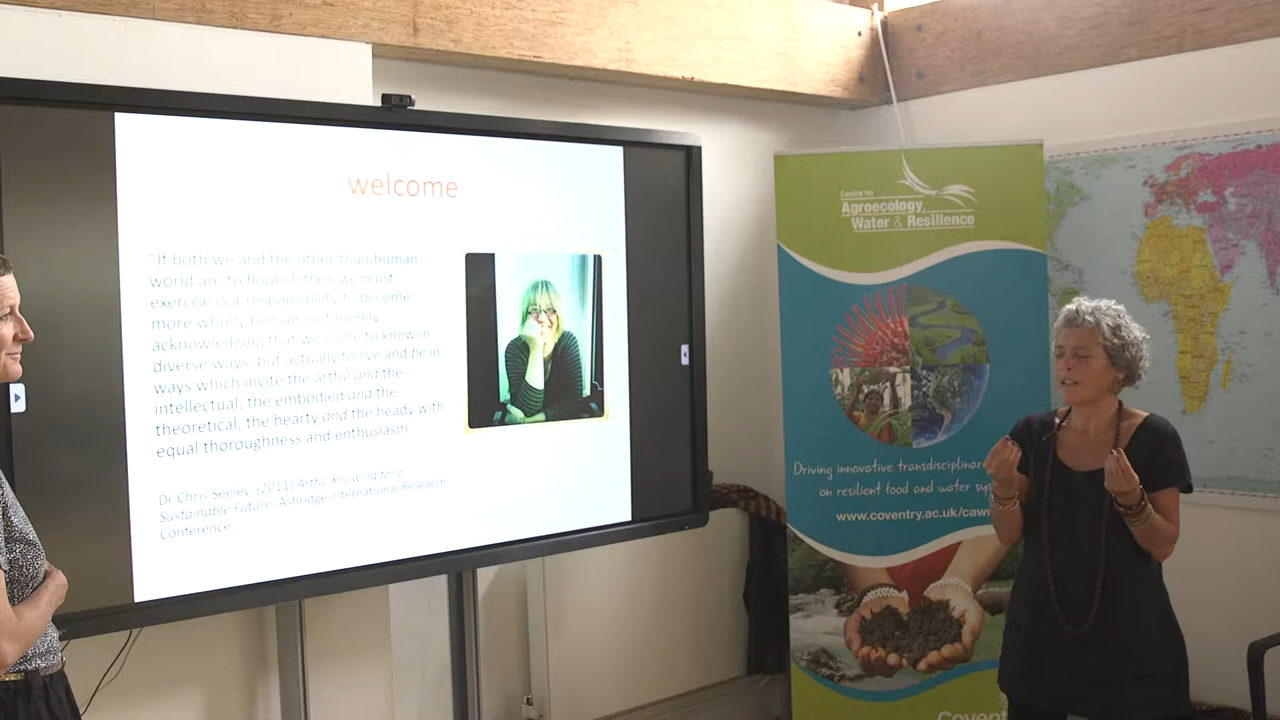 welcome
"If both we and the other than human
world are to flourish then we must
exercise our responsibility to become
more wholly human, not merely
acknowledging that we come to know in
diverse ways, but actually to live and be in
ways which invite the artful and the
intellectual, the embodied and the
theoretical, the hearty and the heady with
equal thoroughness and enthusiasm"
Dr Chris Seeley (2011) Artful Knowing for a
Sustainable Future. Ashridge International Research
Conference
Centre for
Agroecology,
Water & Resilience
Driving innovative transdisciplinar
on resilient food and water sys
www.coventry.ac.uk/cawr
Covent